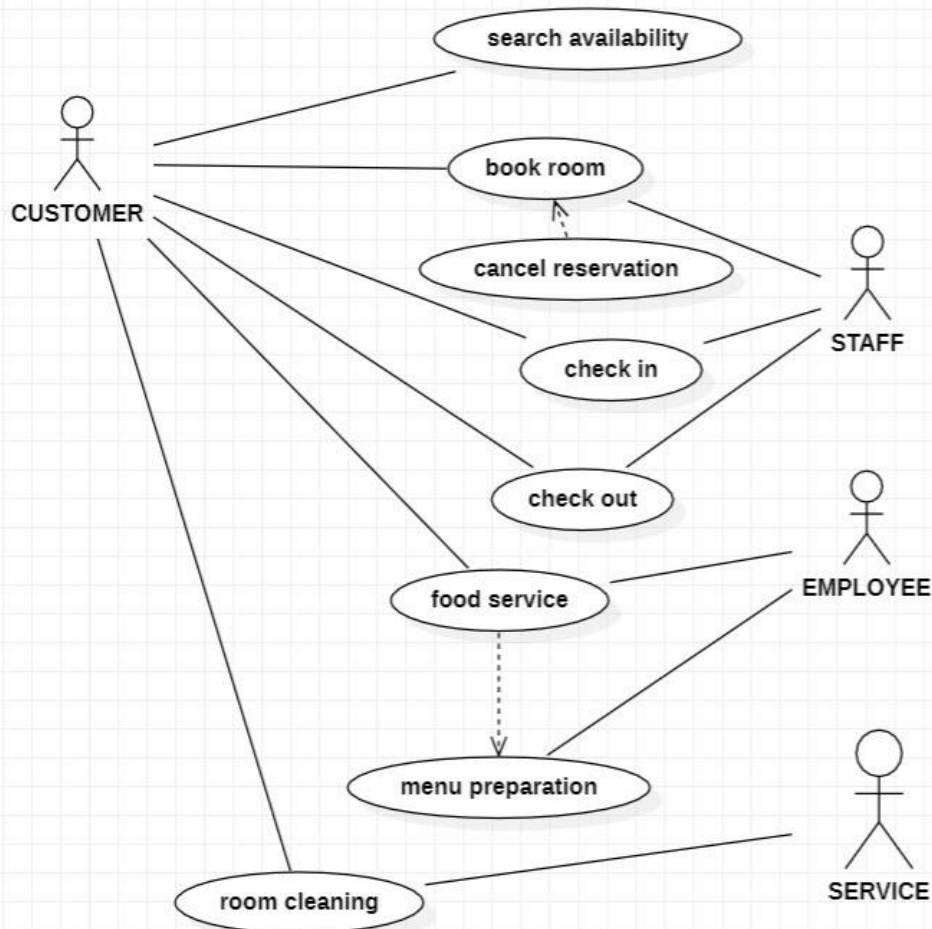 search availability
book room
CUSTOMER
cancel reservation
STAFF
check in
check out
EMPLOYEE
food service
menu preparation
SERVICE
room cleaning